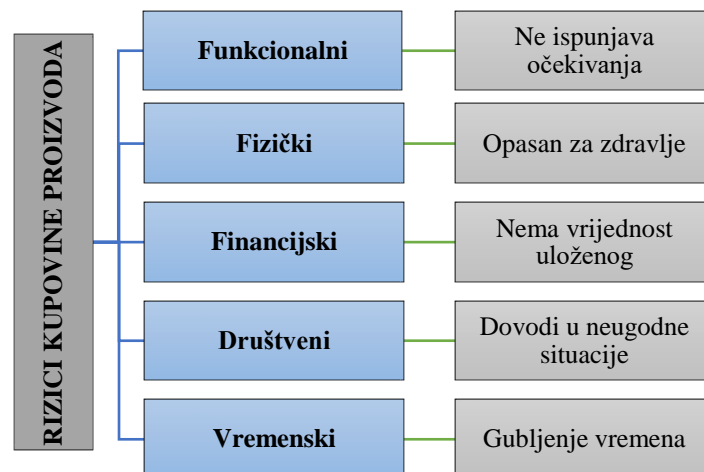 RIZICI KUPOVINE PROIZVODA
Funkcionalni
Ne ispunjava
očekivanja
Fizički
Opasan za zdravlje
Financijski
Nema vrijednost
uloženog
Društveni
Dovodi u neugodne
situacije
Vremenski
Gubljenje vremena